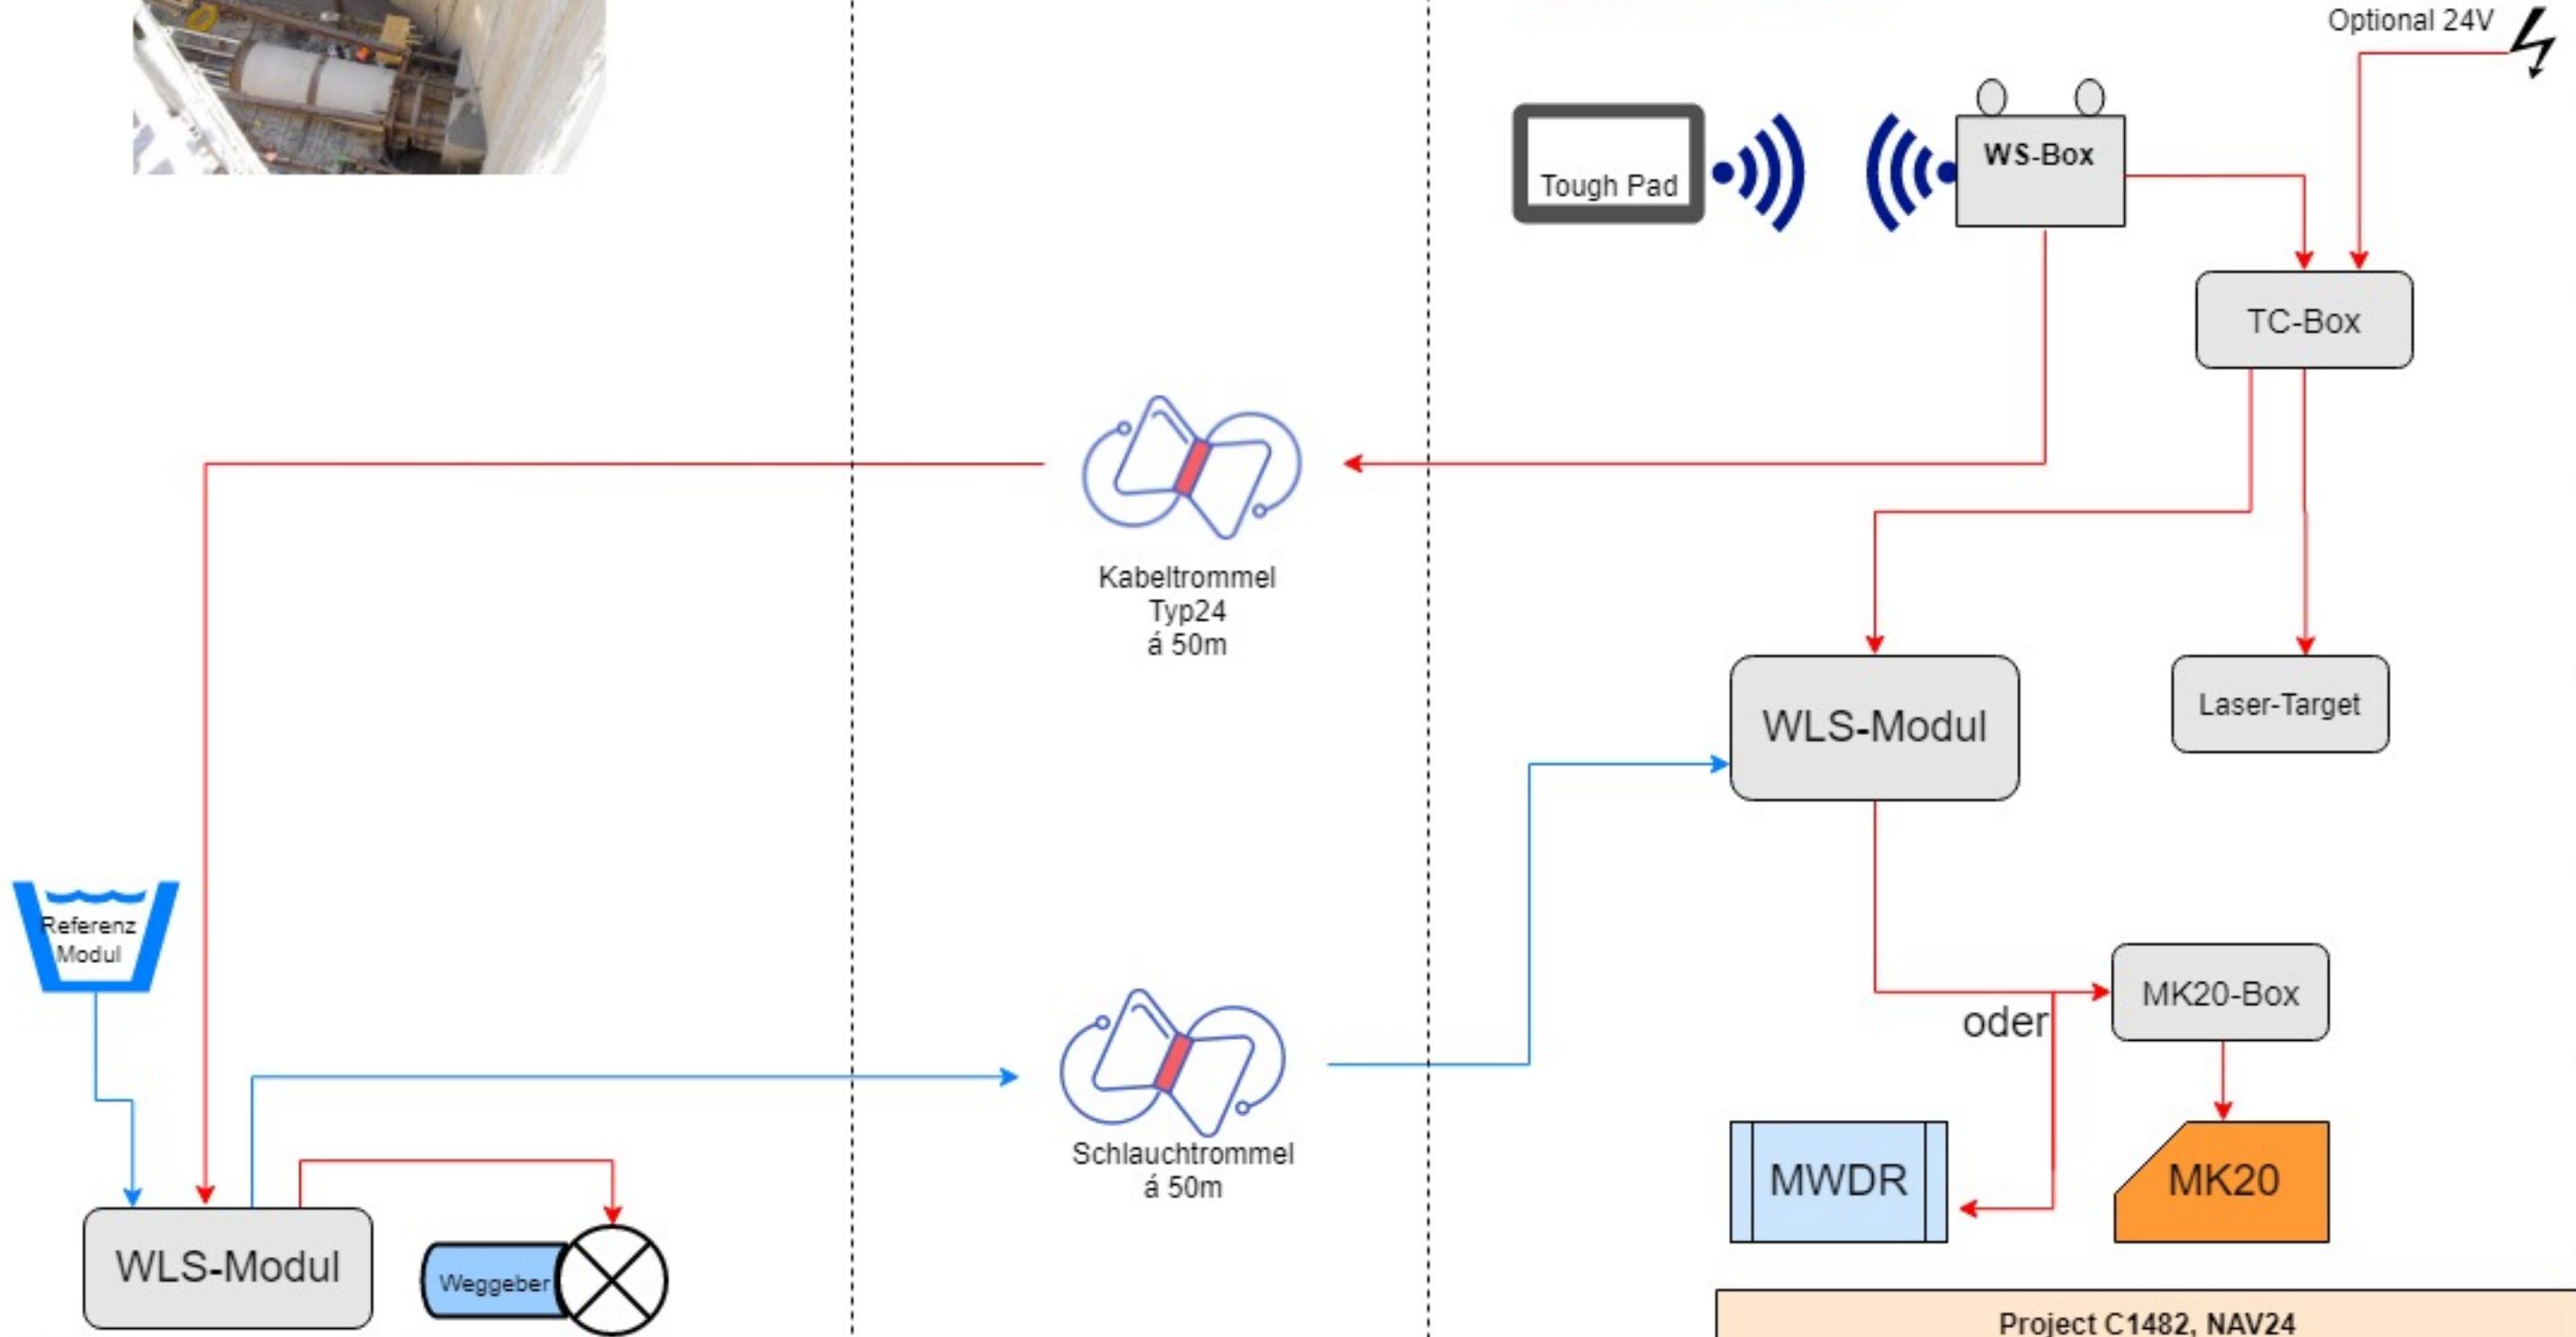 Optional 24V
WS-Box
Tough Pad
TC-Box
Kabeltrommel
Typ24
á 50m
Laser-Target
WLS-Modul
Referenz
Modul
MK20-Box
oder
Schlauchtrommel
á 50m
MWDR
MK20
WLS-Modul
Weggeber
Project C1482, NAV24